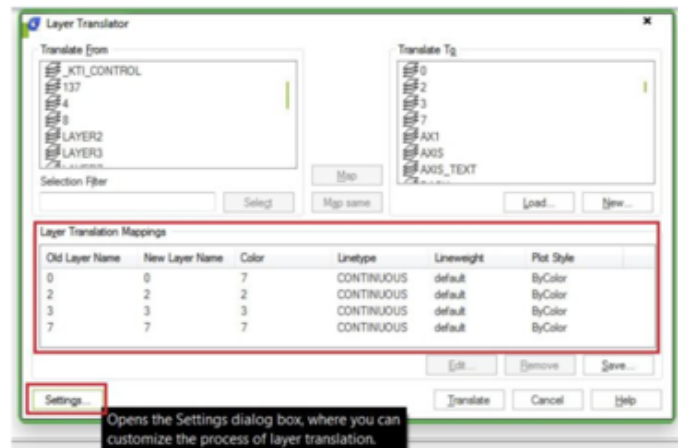 Layer Translator
Translate From
_KTI_CONTROL
137
4
8
LAYER2
LAYER3
Selection Filter
Select
Map
Map same
Translate To
0
2
3
7
AX1
AXIS
AXIS_TEXT
Load...
New...
Layer Translation Mappings
Old Layer Name New Layer Name Color Linetype Lineweight Plot Style
0 0 7 CONTINUOUS default ByColor
2 2 2 CONTINUOUS default ByColor
3 3 3 CONTINUOUS default ByColor
7 7 7 CONTINUOUS default ByColor
Edit... Remove Save...
Settings... Translate Cancel Help
Opens the Settings dialog box, where you can
customize the process of layer translation.